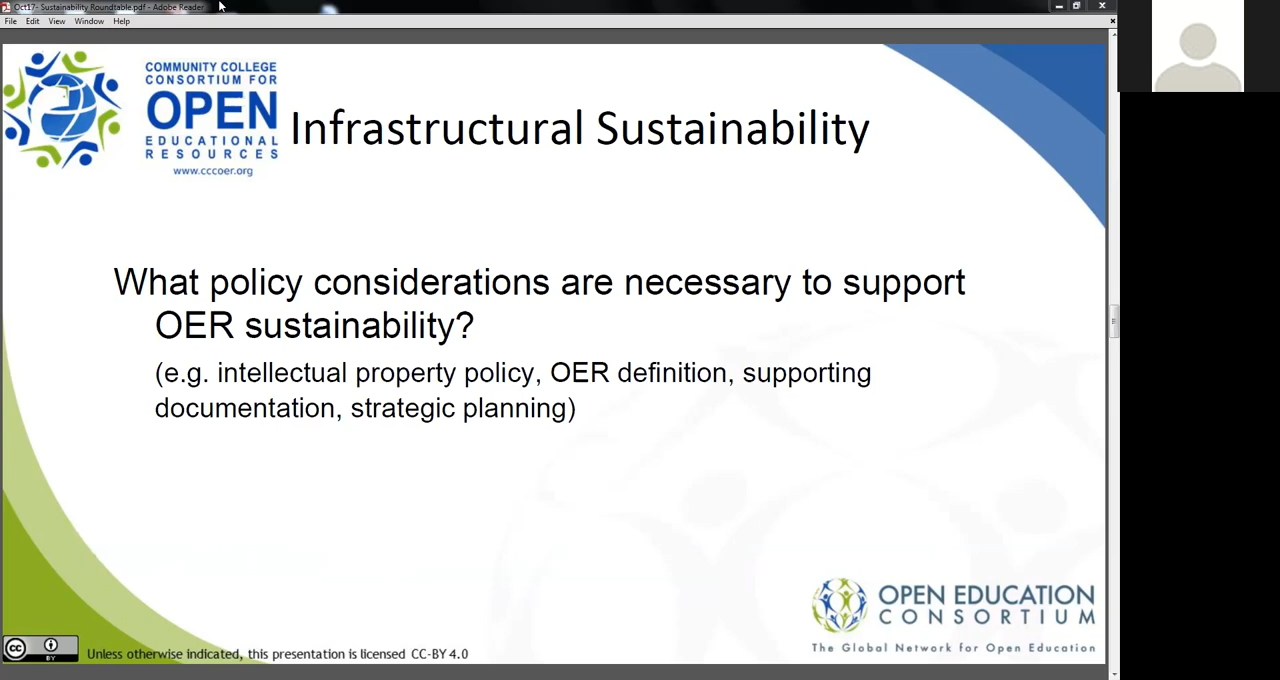 Oct17- Sustainability Roundtable.pdf - Adobe Reader
File Edit View Window Help
COMMUNITY COLLEGE
CONSORTIUM FOR
OPEN
EDUCATIONAL
RESOURCES
www.cccoer.org
Infrastructural Sustainability
What policy considerations are necessary to support
OER sustainability?
(e.g. intellectual property policy, OER definition, supporting
documentation, strategic planning)
OPEN EDUCATION
CONSORTIUM
The Global Network for Open Education
cc
BY
Unless otherwise indicated, this presentation is licensed CC-BY 4.0